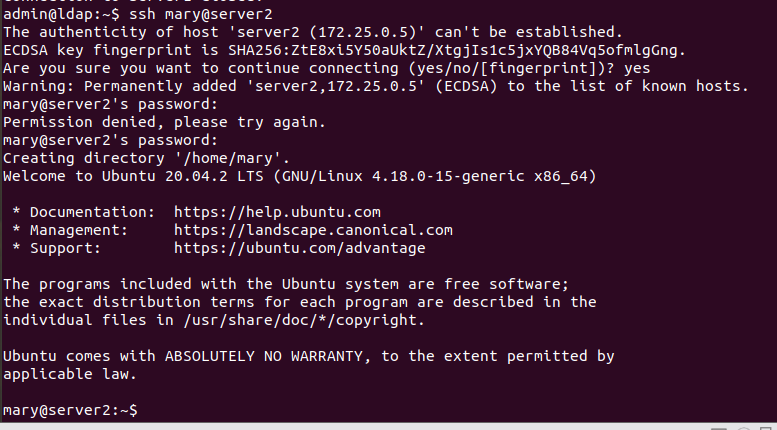 admin@ldap:~$ ssh mary@server2
The authenticity of host 'server2 (172.25.0.5)' can't be established.
ECDSA key fingerprint is SHA256:ZtE8xi5Y50aUktZ/XtgjIs1c5jxYQB84Vq5ofmlgGng.
Are you sure you want to continue connecting (yes/no/[fingerprint])? yes
Warning: Permanently added 'server2,172.25.0.5' (ECDSA) to the list of known hosts.
mary@server2's password:
Permission denied, please try again.
mary@server2's password:
Creating directory '/home/mary'.
Welcome to Ubuntu 20.04.2 LTS (GNU/Linux 4.18.0-15-generic x86_64)
* Documentation:  https://help.ubuntu.com
* Management:     https://landscape.canonical.com
* Support:        https://ubuntu.com/advantage
The programs included with the Ubuntu system are free software;
the exact distribution terms for each program are described in the
individual files in /usr/share/doc/*/copyright.
Ubuntu comes with ABSOLUTELY NO WARRANTY, to the extent permitted by
applicable law.
mary@server2:~$